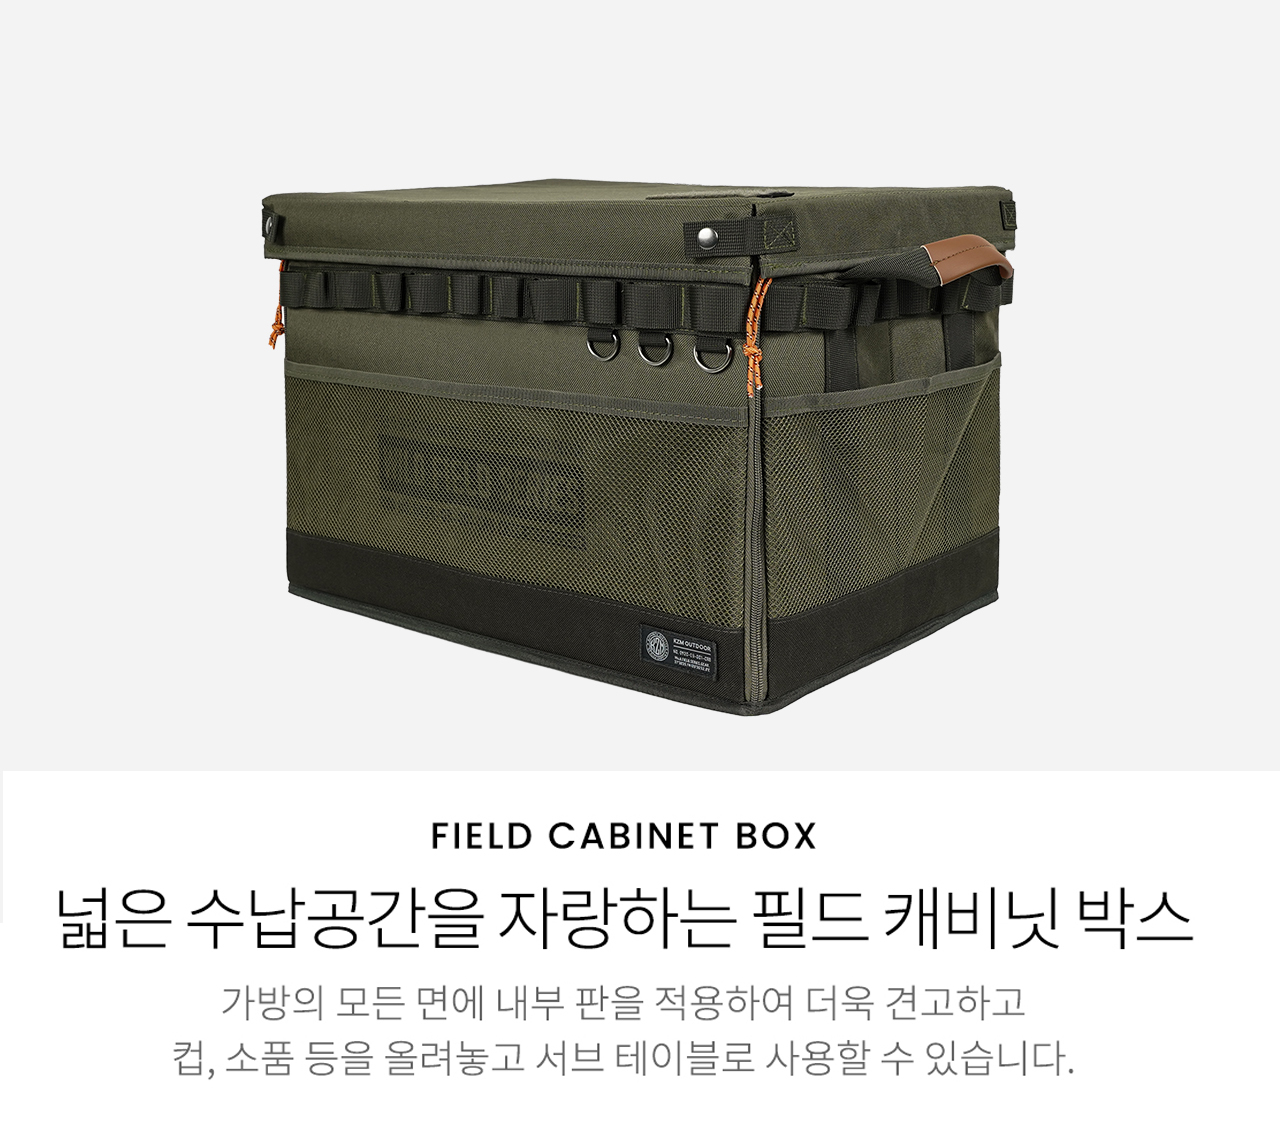 KZM
KZM OUTDOOR
FIELD CABINET BOX
넓은 수납공간을 자랑하는 필드 캐비닛 박스
가방의 모든 면에 내부 판을 적용하여 더욱 견고하고
컵, 소품 등을 올려놓고 서브 테이블로 사용할 수 있습니다.